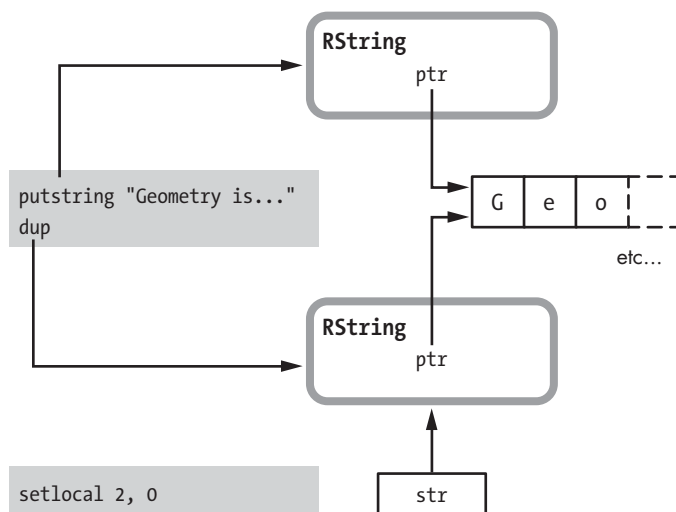 RString
ptr
putstring "Geometry is..."
dup
G e o
etc...
RString
ptr
setlocal 2, 0
str